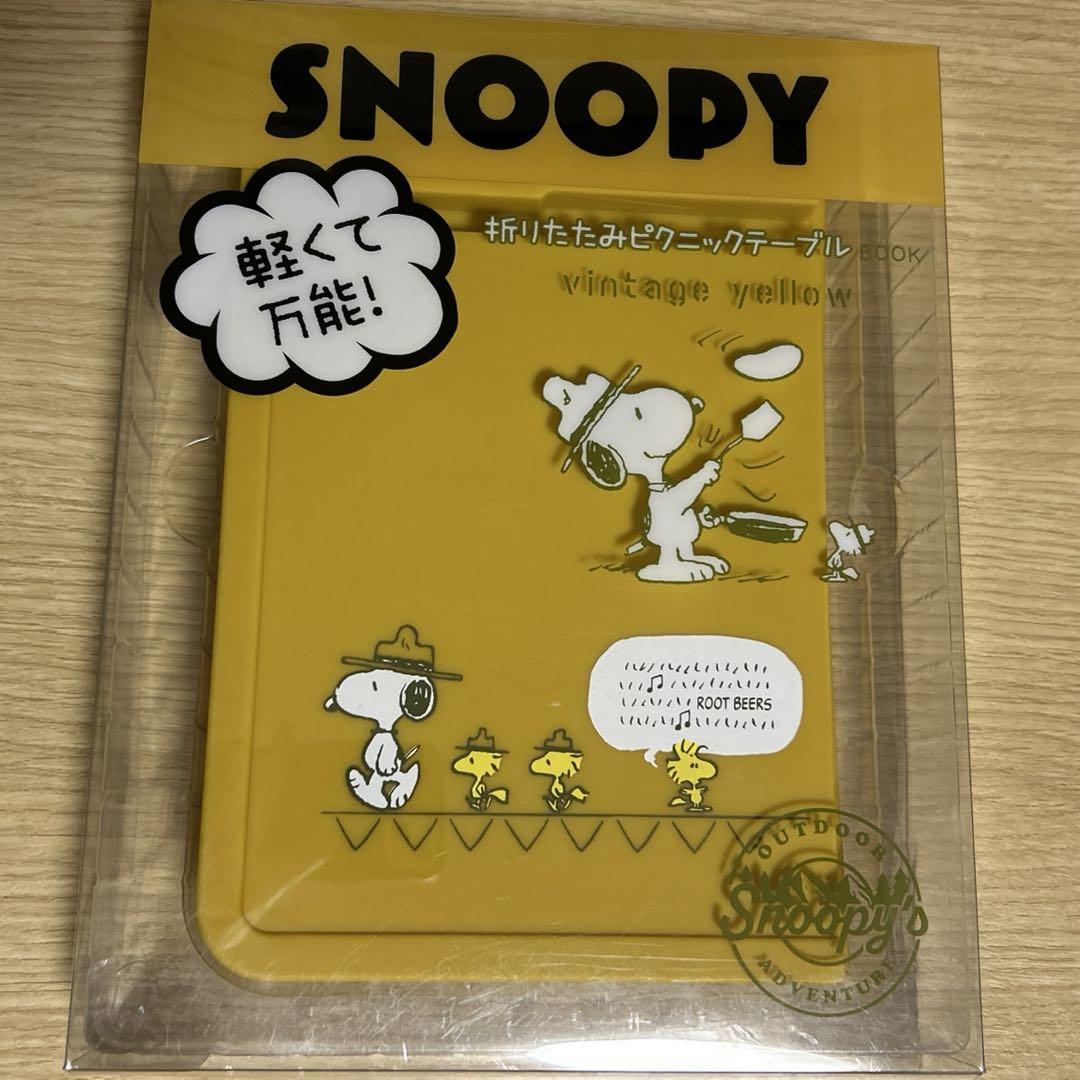 SNOOPY
軽くて
万能!
折りたたみピクニックテーブル
BOOK
vintage yellow
ROOT BEERS
OUTDOOR
Snoopy's
ADVENTURE